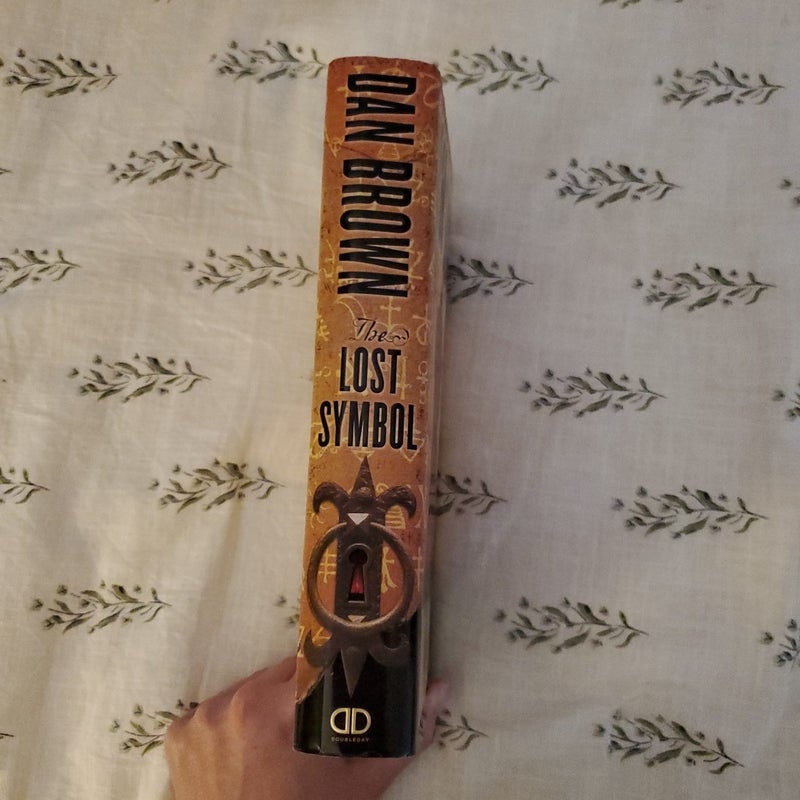 DAN BROWN
The
LOST
SYMBOL
DOUBLEDAY